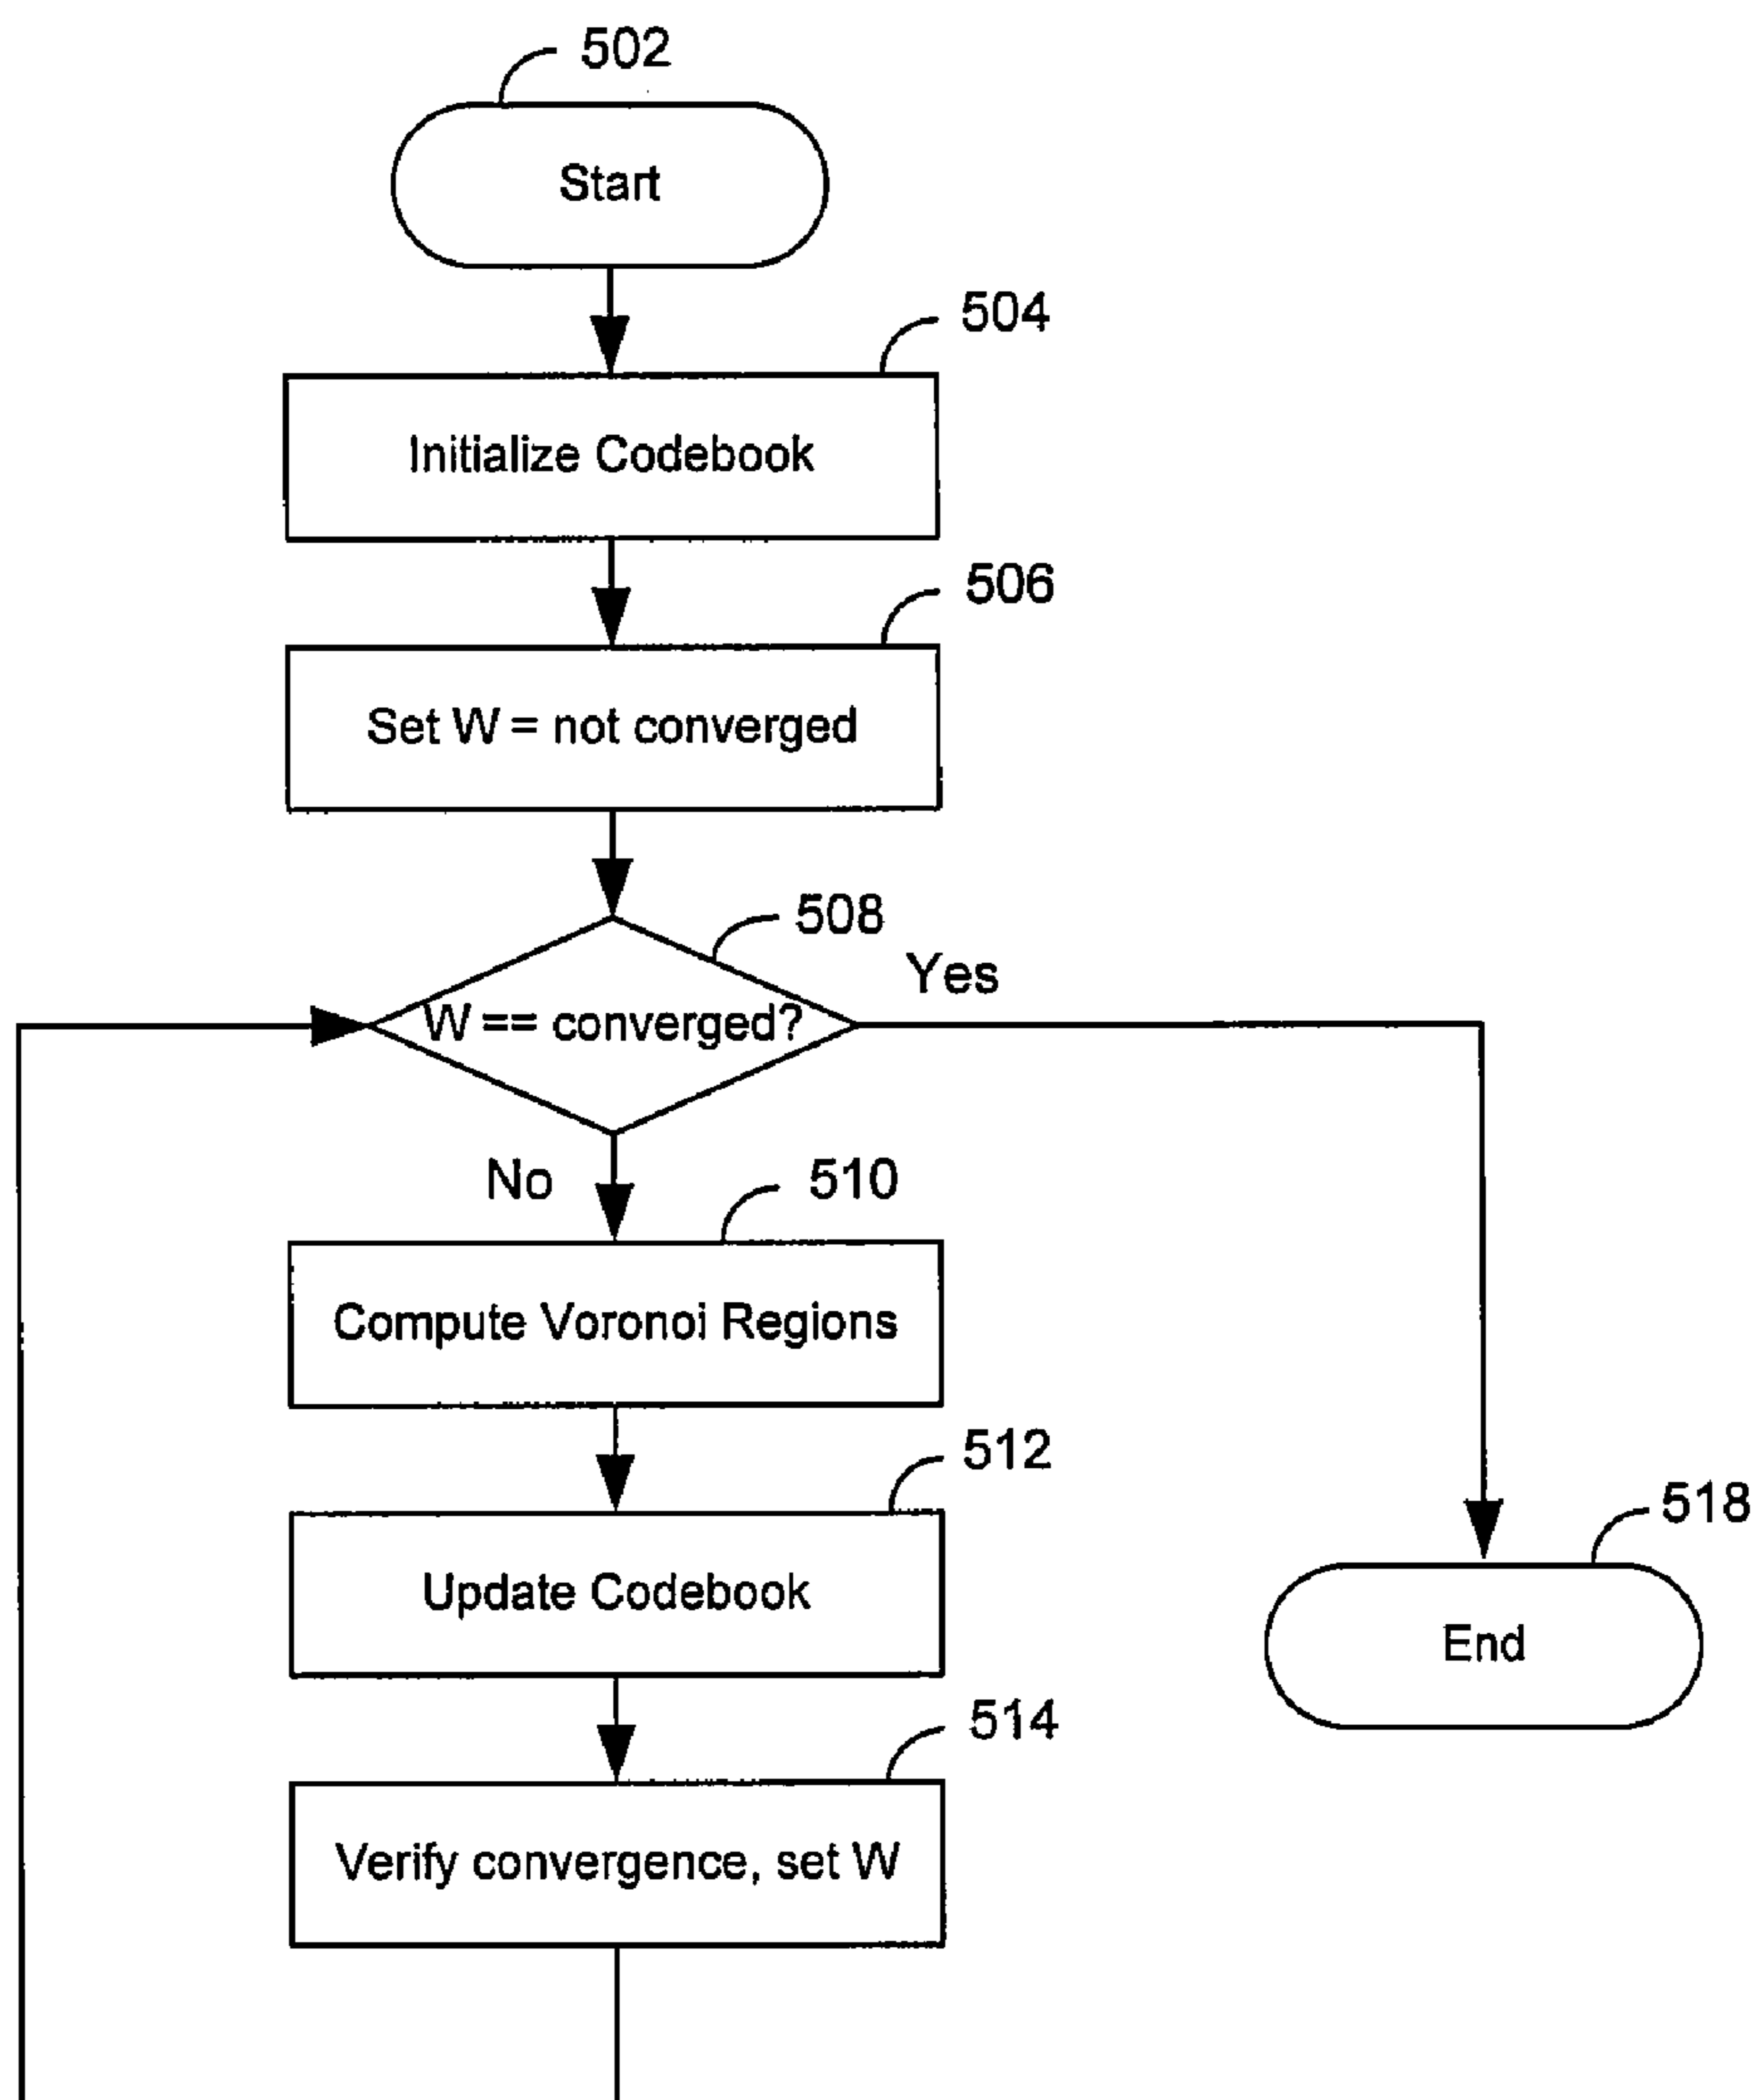 502
Start
504
Initialize Codebook
506
Set W = not converged
508
Yes
W == converged?
No
510
Compute Voronoi Regions
512
Update Codebook
518
End
514
Verify convergence, set W